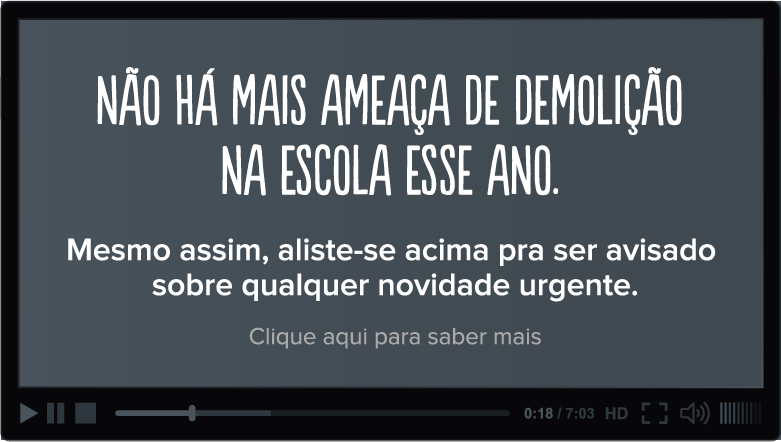 NÃO HÁ MAIS AMEAÇA DE DEMOLIÇÃO
NA ESCOLA ESSE ANO.
Mesmo assim, aliste-se acima pra ser avisado
sobre qualquer novidade urgente.
Clique aqui para saber mais
0:18 / 7:03 HD